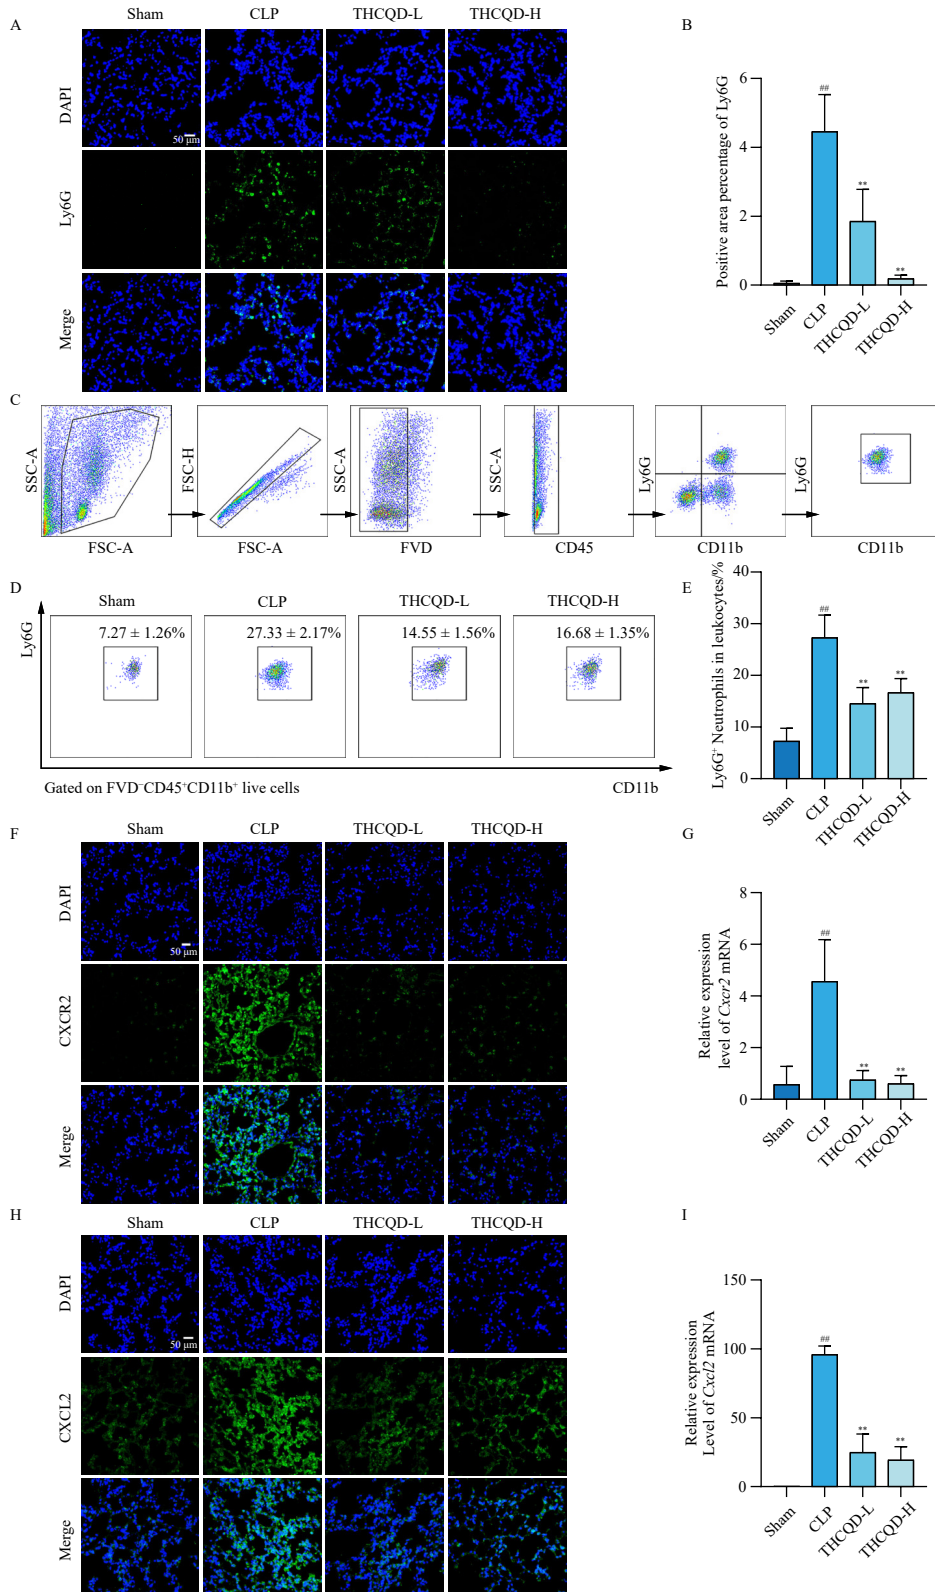 A
Sham CLP THCQD-L THCQD-H
DAPI
50 μm
Ly6G
Merge
B
Positive area percentage of Ly6G
6
4
2
0
##
**
**
Sham CLP THCQD-L THCQD-H
C
SSC-A
FSC-A
FSC-H
FSC-A
SSC-A
FVD
SSC-A
CD45
Ly6G
CD11b
Ly6G
CD11b
D
Sham CLP THCQD-L THCQD-H
Ly6G
7.27 ± 1.26% 27.33 ± 2.17% 14.55 ± 1.56% 16.68 ± 1.35%
Gated on FVD⁻CD45⁺CD11b⁺ live cells
CD11b
E
Ly6G⁺ Neutrophils in leukocytes/%
40
30
20
10
0
##
**
**
Sham CLP THCQD-L THCQD-H
F
Sham CLP THCQD-L THCQD-H
DAPI
50 μm
CXCR2
Merge
G
Relative expression
level of Cxcr2 mRNA
8
6
4
2
0
##
**
**
Sham CLP THCQD-L THCQD-H
H
Sham CLP THCQD-L THCQD-H
DAPI
50 μm
CXCL2
Merge
I
Relative expression
Level of Cxcl2 mRNA
150
100
50
0
##
**
**
Sham CLP THCQD-L THCQD-H